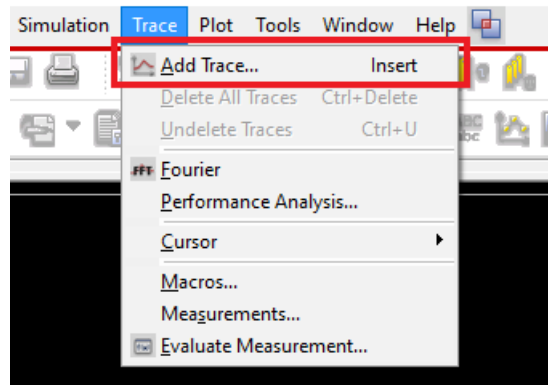 Simulation Trace Plot Tools Window Help
Add Trace... Insert
Delete All Traces Ctrl+Delete
Undelete Traces Ctrl+U
FFT Fourier
Performance Analysis...
Cursor
Macros...
Measurements...
Evaluate Measurement...